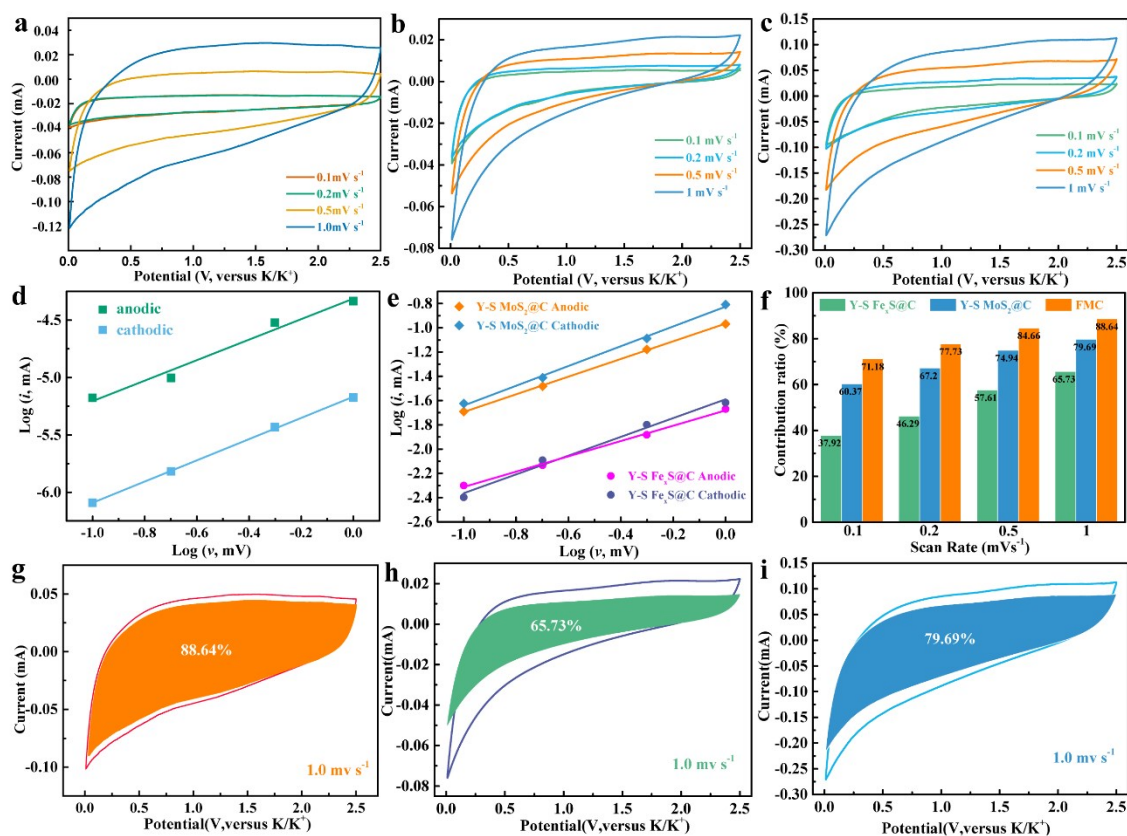 a
0.04
0.02
0.00
-0.02
-0.04
-0.06
-0.08
-0.10
-0.12
Current (mA)
0.1mV s⁻¹
0.2mV s⁻¹
0.5mV s⁻¹
1.0mV s⁻¹
0.0 0.5 1.0 1.5 2.0 2.5
Potential (V, versus K/K⁺)
b
0.04
0.02
0.00
-0.02
-0.04
-0.06
-0.08
Current (mA)
0.1 mV s⁻¹
0.2 mV s⁻¹
0.5 mV s⁻¹
1 mV s⁻¹
0.0 0.5 1.0 1.5 2.0 2.5
Potential (V, versus K/K⁺)
c
0.15
0.10
0.05
0.00
-0.05
-0.10
-0.15
-0.20
-0.25
-0.30
Current (mA)
0.1 mV s⁻¹
0.2 mV s⁻¹
0.5 mV s⁻¹
1 mV s⁻¹
0.0 0.5 1.0 1.5 2.0 2.5
Potential (V, versus K/K⁺)
d
anodic
cathodic
-4.5
-5.0
-5.5
-6.0
Log (i, mA)
-1.0 -0.8 -0.6 -0.4 -0.2 0.0
Log (v, mV)
e
Y-S MoS₂@C Anodic
Y-S MoS₂@C Cathodic
-0.8
-1.0
-1.2
-1.4
-1.6
-1.8
-2.0
-2.2
-2.4
-2.6
Log (i, mA)
Y-S FeₓS@C Anodic
Y-S FeₓS@C Cathodic
-1.0 -0.8 -0.6 -0.4 -0.2 0.0
Log (v, mV)
f
Y-S FeₓS@C Y-S MoS₂@C FMC
100
80
60
40
20
0
Contribution ratio (%)
37.92 60.37 71.18
46.29 67.2 77.73
57.61 74.94 84.66
65.73 79.69 88.64
0.1 0.2 0.5 1
Scan Rate (mVs⁻¹)
g
0.05
0.00
-0.05
-0.10
Current (mA)
88.64%
1.0 mv s⁻¹
0.0 0.5 1.0 1.5 2.0 2.5
Potential(V,versus K/K⁺)
h
0.04
0.02
0.00
-0.02
-0.04
-0.06
-0.08
Current(mA)
65.73%
1.0 mv s⁻¹
0.0 0.5 1.0 1.5 2.0 2.5
Potential(V,versus K/K⁺)
i
0.15
0.10
0.05
0.00
-0.05
-0.10
-0.15
-0.20
-0.25
-0.30
Current(mA)
79.69%
1.0 mv s⁻¹
0.0 0.5 1.0 1.5 2.0 2.5
Potential(V,versus K/K⁺)